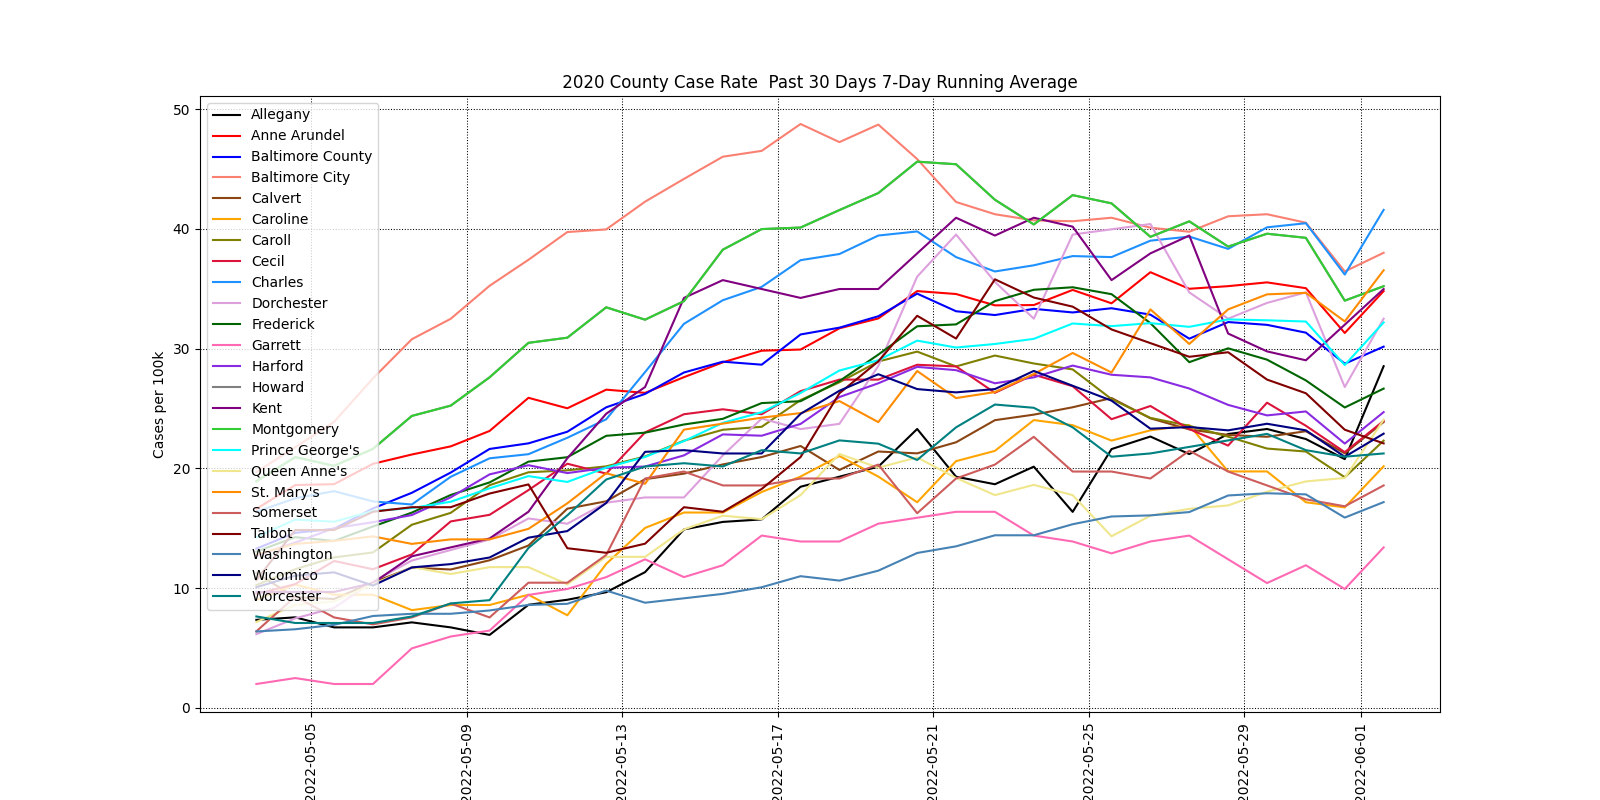 2020 County Case Rate  Past 30 Days 7-Day Running Average
Cases per 100k
50
40
30
20
10
0
Allegany
Anne Arundel
Baltimore County
Baltimore City
Calvert
Caroline
Caroll
Cecil
Charles
Dorchester
Frederick
Garrett
Harford
Howard
Kent
Montgomery
Prince George's
Queen Anne's
St. Mary's
Somerset
Talbot
Washington
Wicomico
Worcester
2022-05-05
2022-05-09
2022-05-13
2022-05-17
2022-05-21
2022-05-25
2022-05-29
2022-06-01